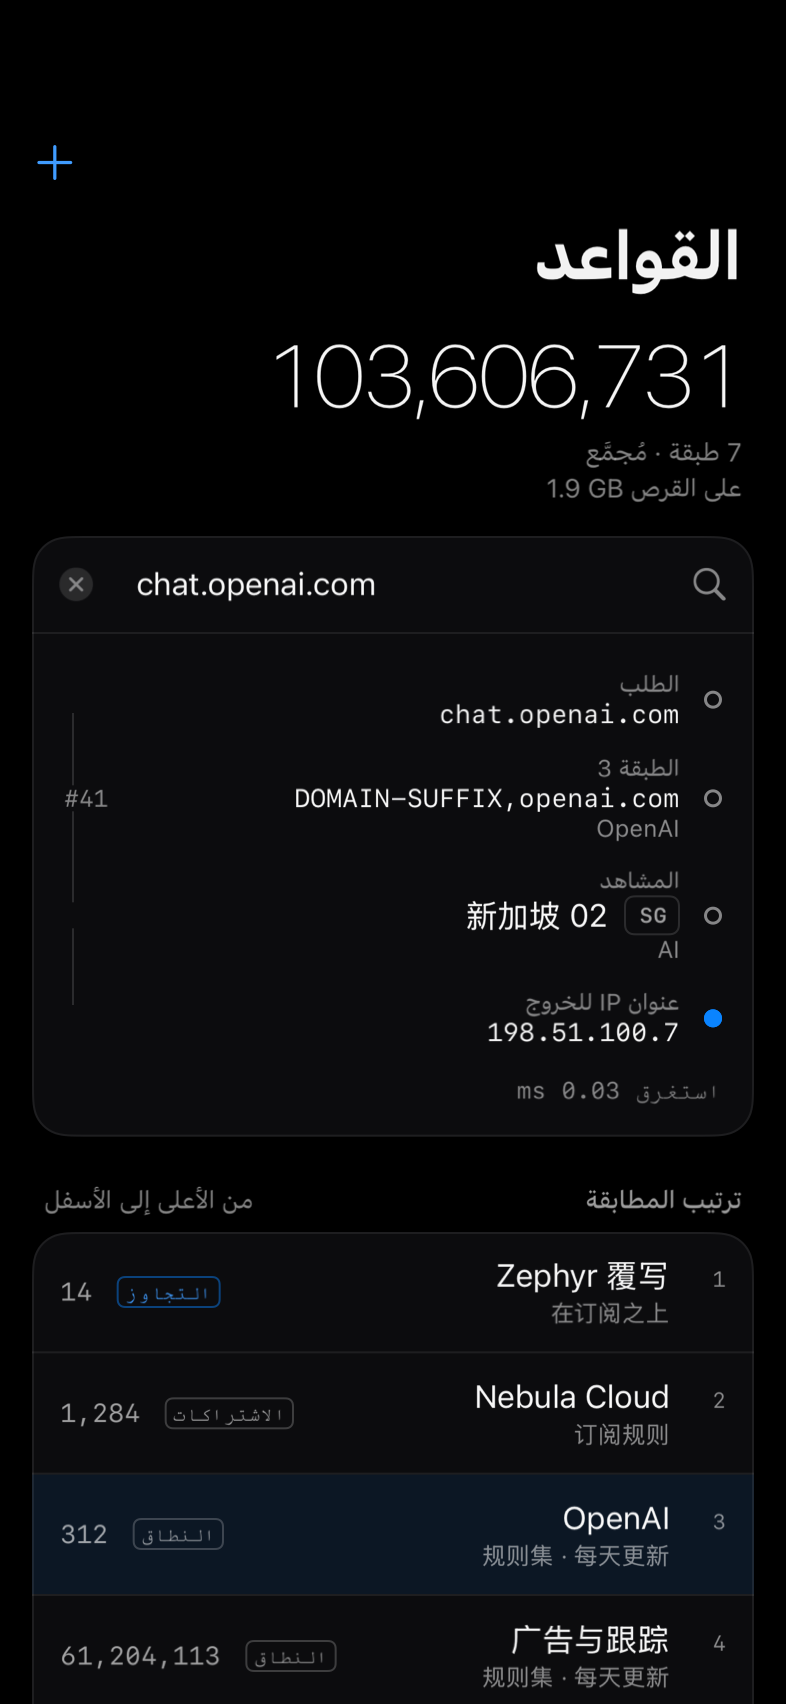 القواعد
103,606,731
7 طبقة · مُجمَّع
على القرص 1.9 GB
chat.openai.com
الطلب
chat.openai.com
الطبقة 3
DOMAIN-SUFFIX,openai.com
#41
OpenAI
المشاهد
SG 新加坡 02
AI
عنوان IP للخروج
198.51.100.7
استغرق 0.03 ms
ترتيب المطابقة
من الأعلى إلى الأسفل
1
Zephyr 覆写
在订阅之上
التجاوز
14
2
Nebula Cloud
订阅规则
الاشتراكات
1,284
3
OpenAI
规则集 · 每天更新
النطاق
312
4
广告与跟踪
规则集 · 每天更新
النطاق
61,204,113